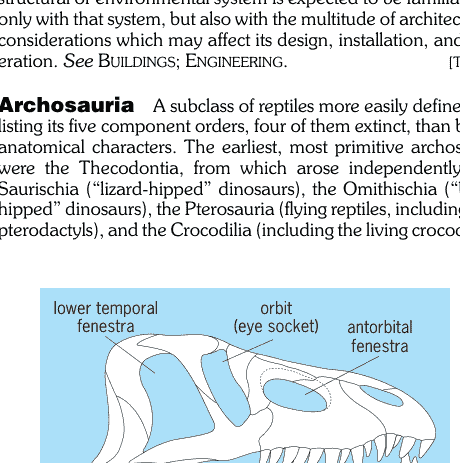 structural or environmental system is expected to be familia
only with that system, but also with the multitude of architec
considerations which may affect its design, installation, and
eration. See BUILDINGS; ENGINEERING. [T
Archosauria A subclass of reptiles more easily define
listing its five component orders, four of them extinct, than b
anatomical characters. The earliest, most primitive archos
were the Thecodontia, from which arose independently
Saurischia (“lizard-hipped” dinosaurs), the Omithischia (“
hipped” dinosaurs), the Pterosauria (flying reptiles, including
pterodactyls), and the Crocodilia (including the living crocod
lower temporal
fenestra
orbit
(eye socket)
antorbital
fenestra